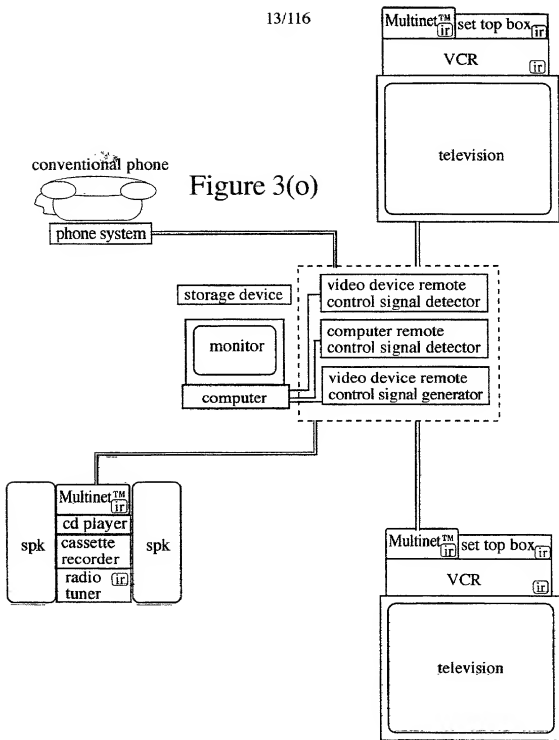 13/116
Multinet™
ir
set top box
ir
VCR
ir
television
conventional phone
Figure 3(o)
phone system
storage device
monitor
computer
video device remote
control signal detector
computer remote
control signal detector
video device remote
control signal generator
spk
Multinet™
ir
cd player
cassette
recorder
radio
ir
tuner
spk
Multinet™
ir
set top box
ir
VCR
ir
television